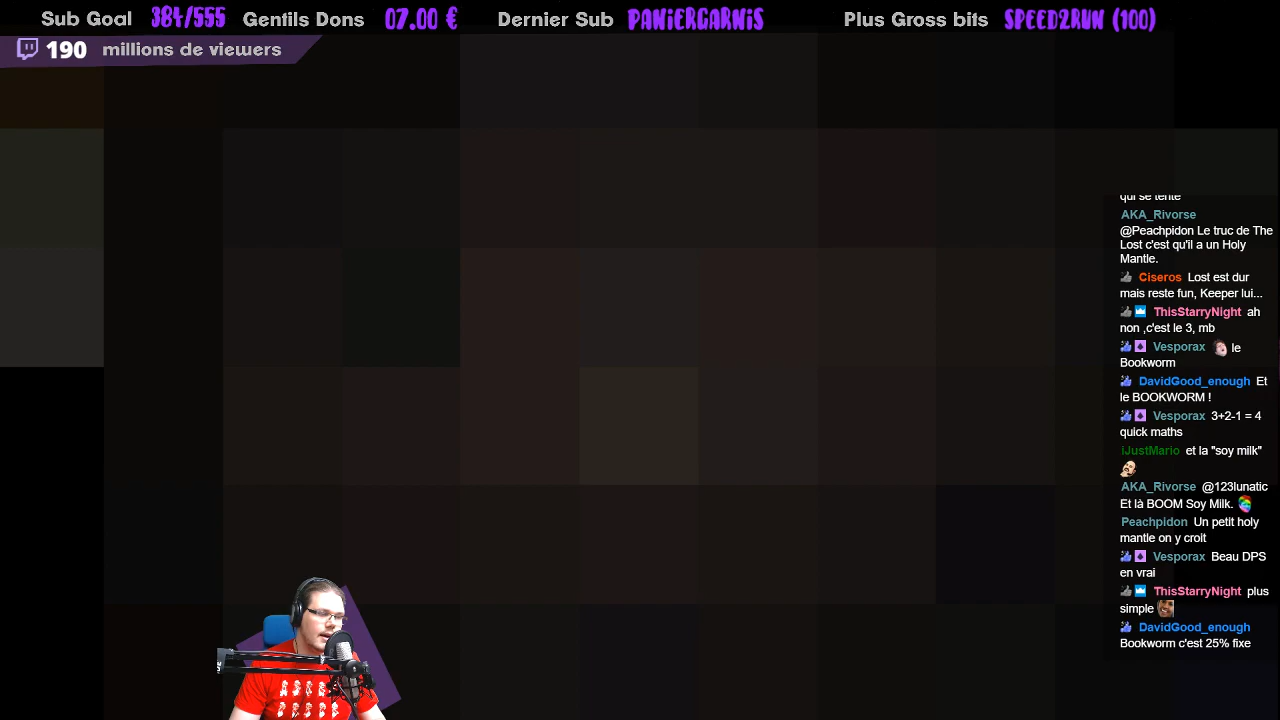 Sub Goal 384/555 Gentils Dons 07.00 € Dernier Sub PANiERGARNiS Plus Gross bits SPEED2RUN (100)
190 millions de viewers
qui se tente
AKA_Rivorse
@Peachpidon Le truc de The
Lost c'est qu'il a un Holy
Mantle.
Ciseros Lost est dur
mais reste fun, Keeper lui...
ThisStarryNight ah
non ,c'est le 3, mb
Vesporax le
Bookworm
DavidGood_enough Et
le BOOKWORM !
Vesporax 3+2-1 = 4
quick maths
iJustMario et la "soy milk"
AKA_Rivorse @123lunatic
Et là BOOM Soy Milk.
Peachpidon Un petit holy
mantle on y croit
Vesporax Beau DPS
en vrai
ThisStarryNight plus
simple
DavidGood_enough
Bookworm c'est 25% fixe